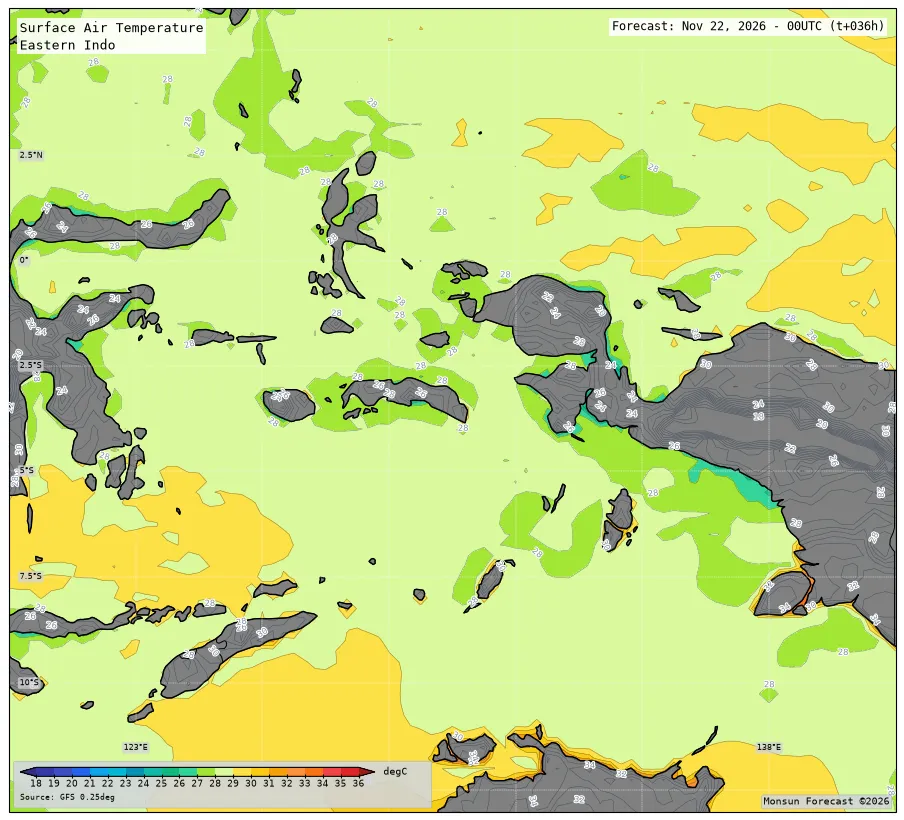 Surface Air Temperature
Eastern Indo
Forecast: Nov 22, 2026 - 00UTC (t+036h)
2.5°N
0°
2.5°S
5°S
7.5°S
10°S
123°E
138°E
degC
18 19 20 21 22 23 24 25 26 27 28 29 30 31 32 33 34 35 36
Source: GFS 0.25deg
Monsun Forecast ©2026